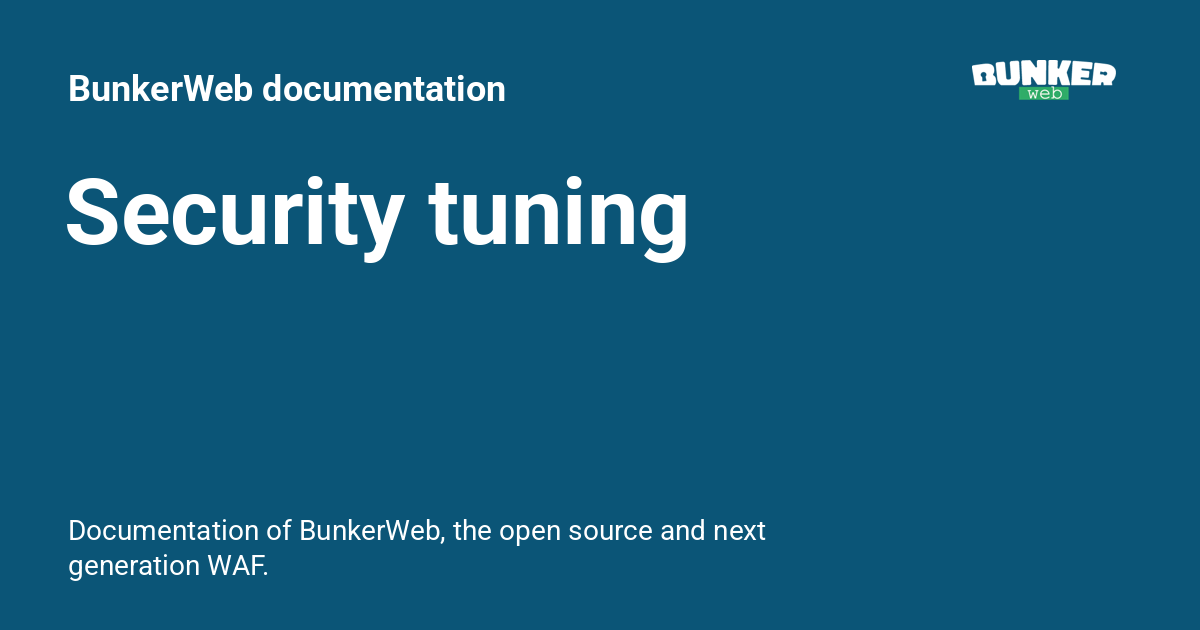 BunkerWeb documentation
BUNKER
web
Security tuning
Documentation of BunkerWeb, the open source and next
generation WAF.